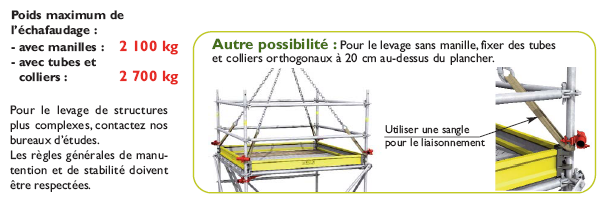 Poids maximum de
l'échafaudage :
- avec manilles : 2 100 kg
- avec tubes et
colliers : 2 700 kg
Pour le levage de structures
plus complexes, contactez nos
bureaux d'études.
Les règles générales de manu-
tention et de stabilité doivent
être respectées.
Autre possibilité : Pour le levage sans manille, fixer des tubes
et colliers orthogonaux à 20 cm au-dessus du plancher.
Utiliser une sangle
pour le liaisonnement